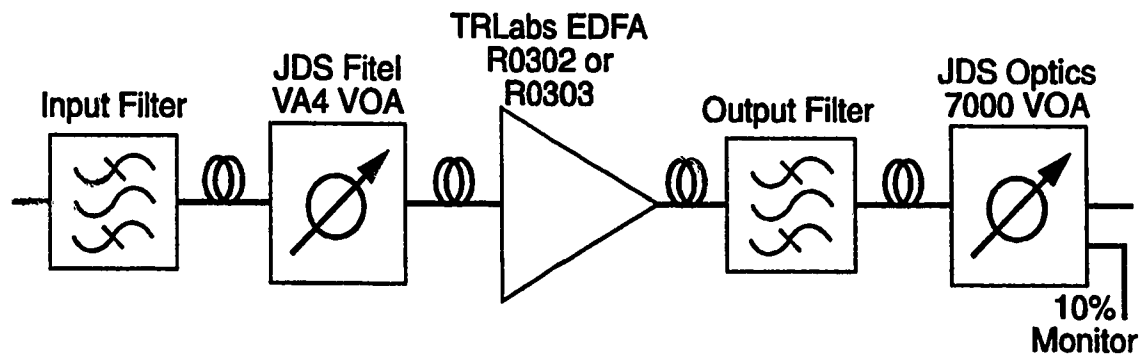 TRLabs EDFA
R0302 or
R0303
JDS Fitel
VA4 VOA
JDS Optics
7000 VOA
Input Filter
Output Filter
10%
Monitor